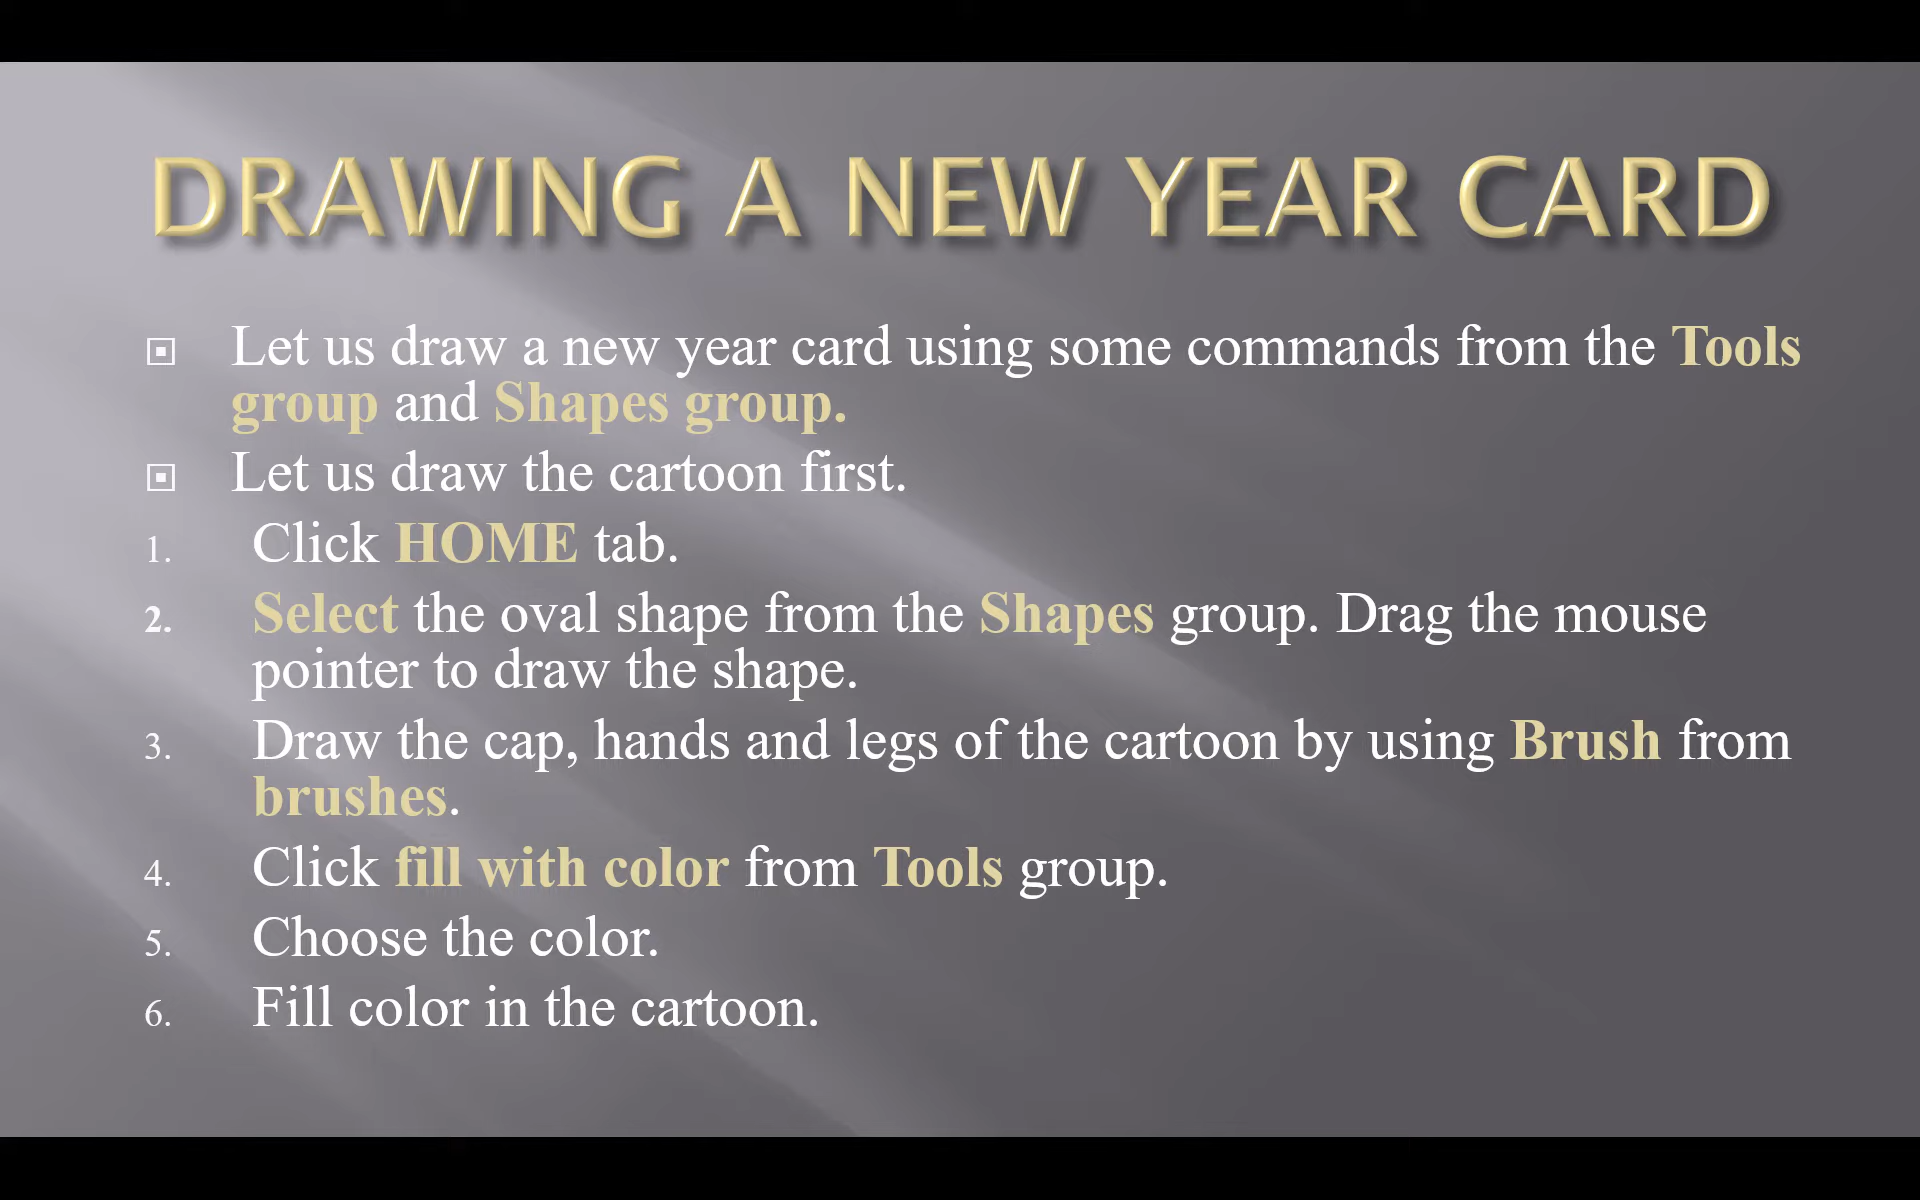 DRAWING A NEW YEAR CARD
Let us draw a new year card using some commands from the Tools
group and Shapes group.
Let us draw the cartoon first.
1. Click HOME tab.
2. Select the oval shape from the Shapes group. Drag the mouse
pointer to draw the shape.
3. Draw the cap, hands and legs of the cartoon by using Brush from
brushes.
4. Click fill with color from Tools group.
5. Choose the color.
6. Fill color in the cartoon.